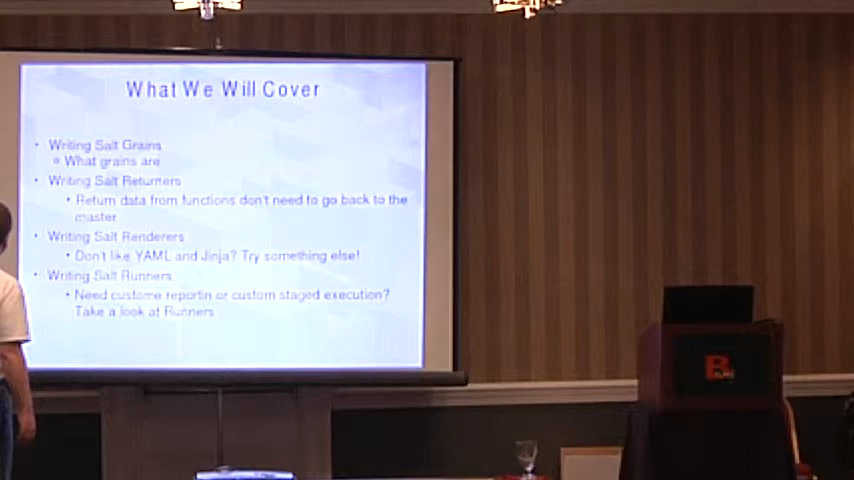 What We Will Cover
• Writing Salt Grains
o What grains are
• Writing Salt Returners
• Return data from functions don't need to go back to the
master
• Writing Salt Renderers
• Don't like YAML and Jinja? Try something else!
• Writing Salt Runners
• Need custome reportin or custom staged execution?
Take a look at Runners
B